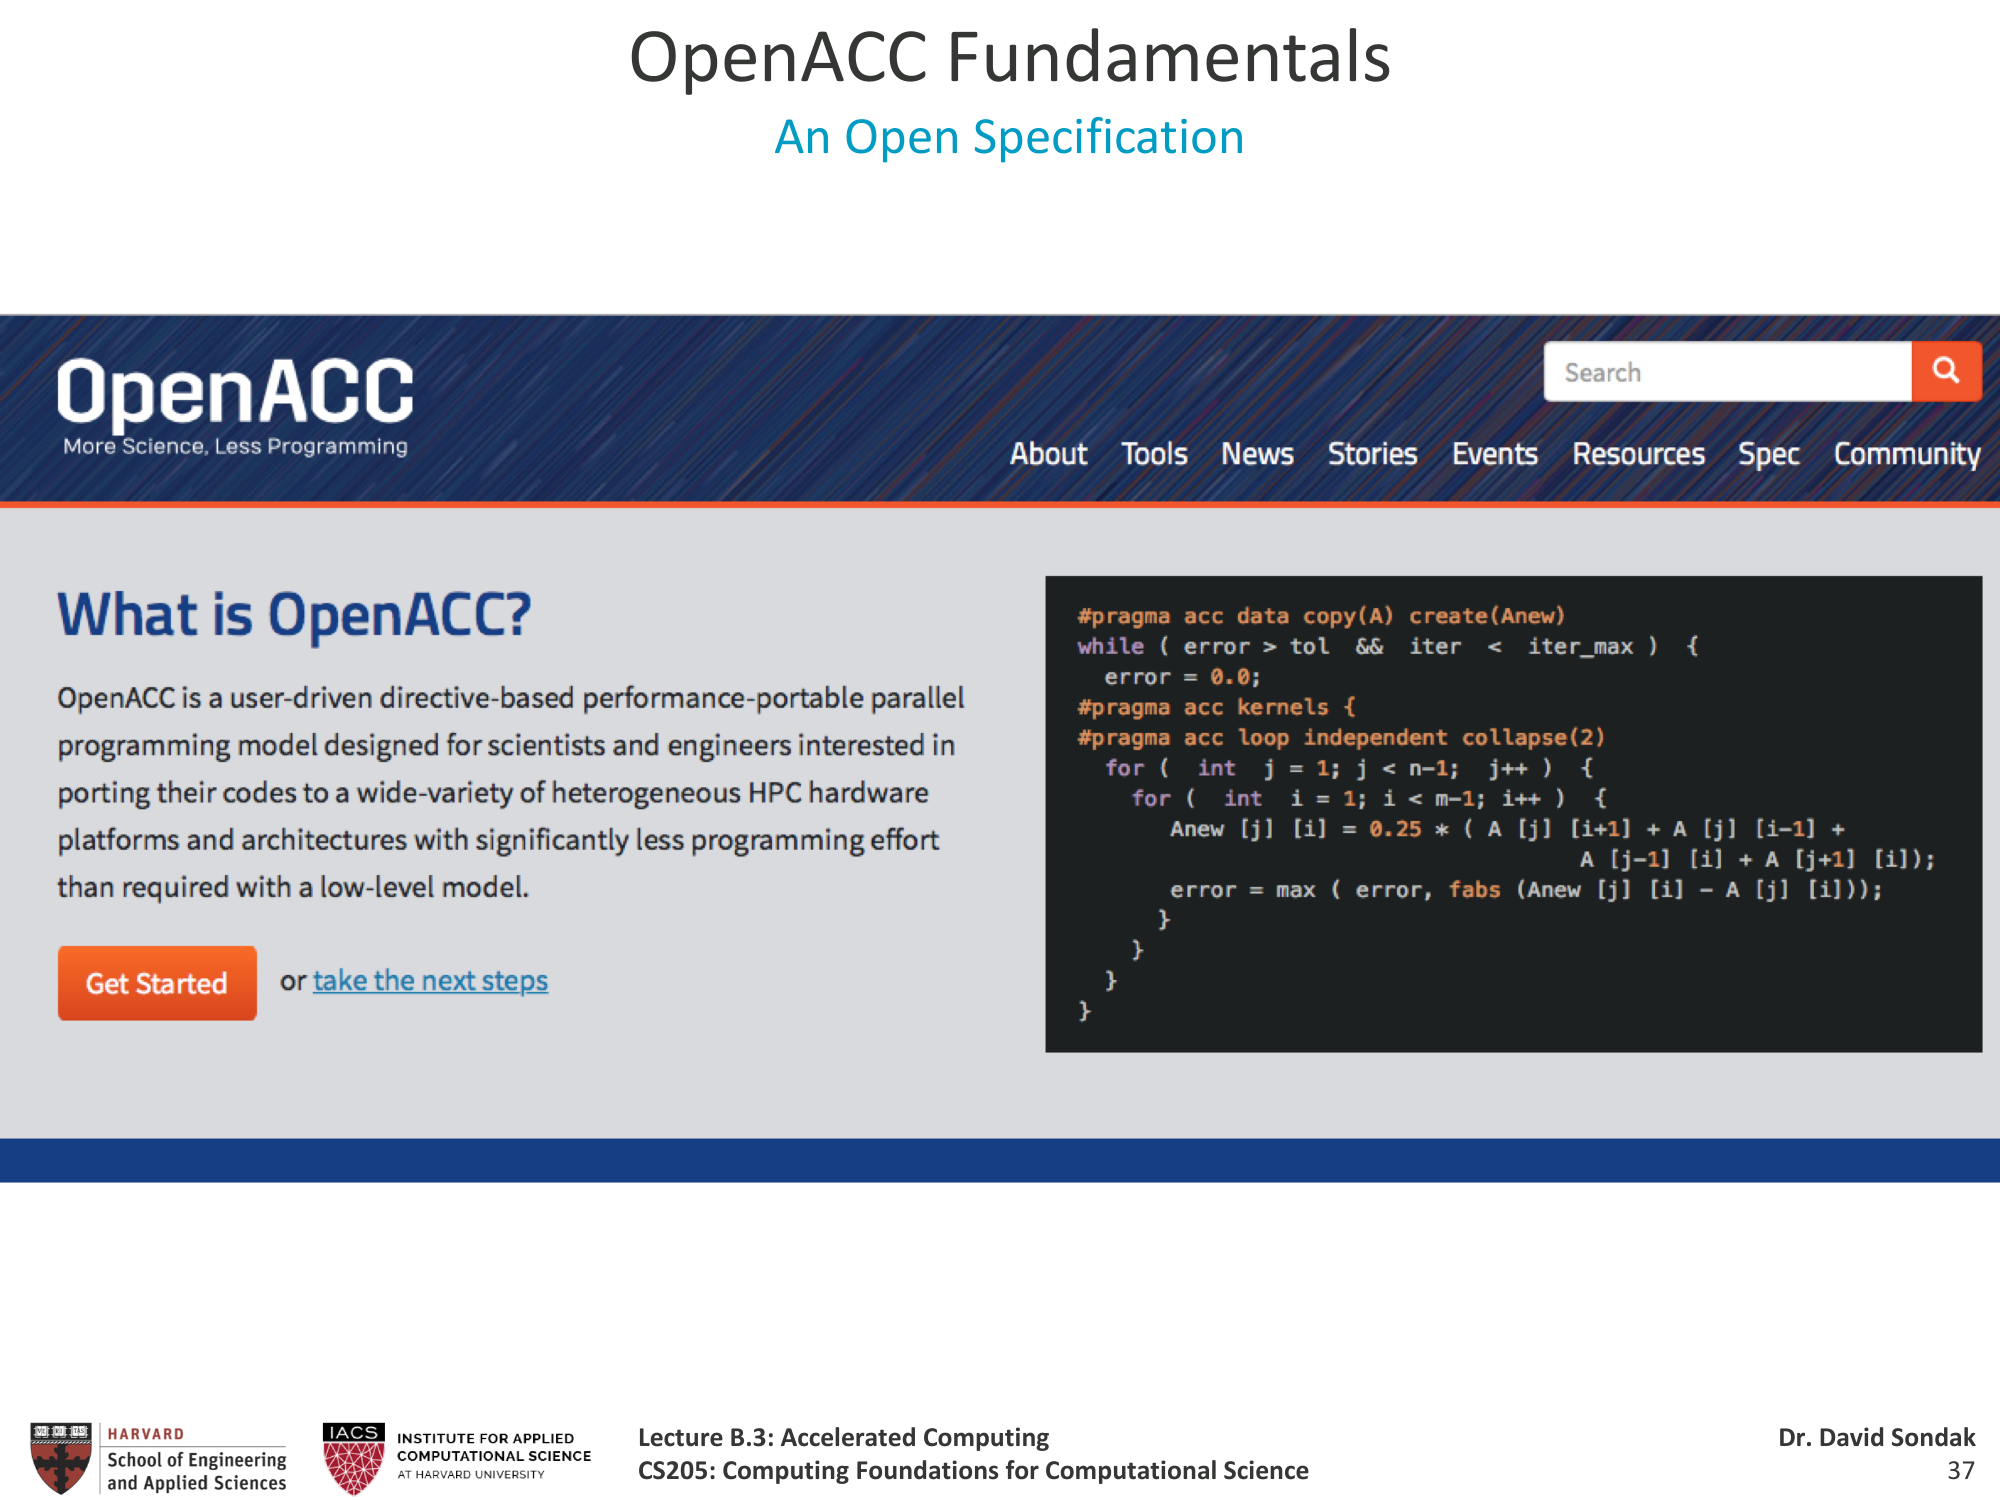 OpenACC Fundamentals
An Open Specification
OpenACC
More Science, Less Programming
Search
About Tools News Stories Events Resources Spec Community
What is OpenACC?
OpenACC is a user-driven directive-based performance-portable parallel
programming model designed for scientists and engineers interested in
porting their codes to a wide-variety of heterogeneous HPC hardware
platforms and architectures with significantly less programming effort
than required with a low-level model.
Get Started or take the next steps
#pragma acc data copy(A) create(Anew)
while ( error > tol && iter < iter_max ) {
error = 0.0;
#pragma acc kernels {
#pragma acc loop independent collapse(2)
for ( int j = 1; j < n-1; j++ ) {
for ( int i = 1; i < m-1; i++ ) {
Anew [j] [i] = 0.25 * ( A [j] [i+1] + A [j] [i-1] +
A [j-1] [i] + A [j+1] [i]);
error = max ( error, fabs (Anew [j] [i] - A [j] [i]));
}
}
}
}
HARVARD
School of Engineering
and Applied Sciences
IACS
INSTITUTE FOR APPLIED
COMPUTATIONAL SCIENCE
AT HARVARD UNIVERSITY
Lecture B.3: Accelerated Computing
CS205: Computing Foundations for Computational Science
Dr. David Sondak
37